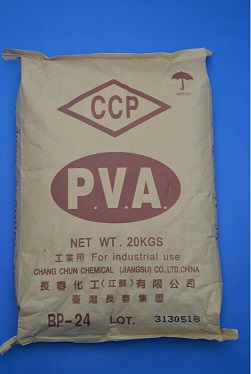 CCP
P.V.A.
NET WT. 20KGS
工業用 For industrial use
CHANG CHUN CHEMICAL (JIANGSU) CO.,LTD,CHINA
長春化工(江蘇)有限公司
臺灣長春集團
BP-24 LOT. 3130518